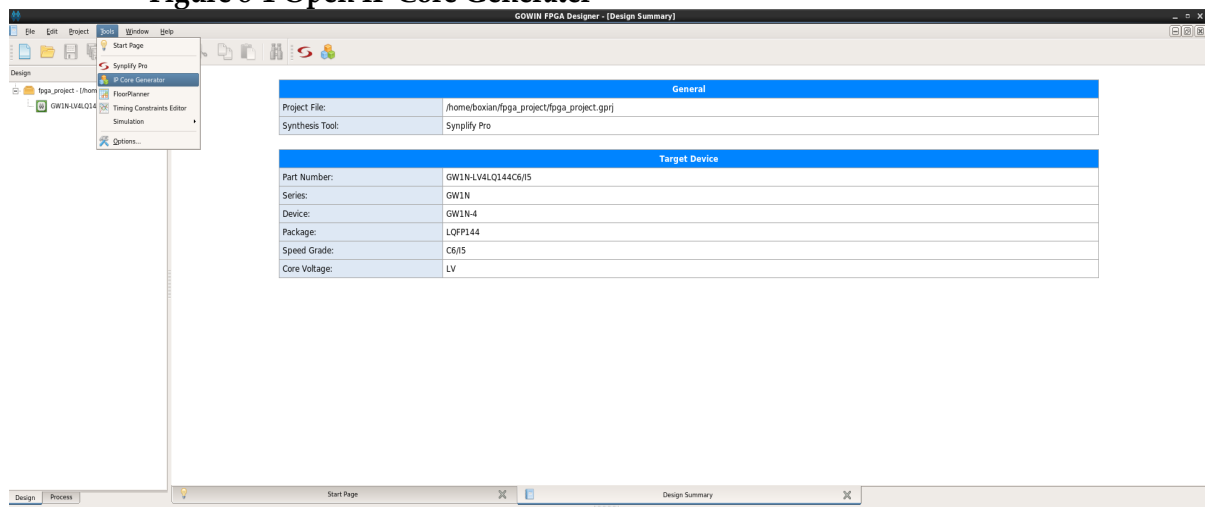 Figure 8-1 Open IP Core Generator
GOWIN FPGA Designer - [Design Summary]
File Edit Project Tools Window Help
Start Page
Synplify Pro
IP Core Generator
FloorPlanner
Timing Constraints Editor
Simulation
Options...
Design
fpga_project - [/hom
GW1N-LV4LQ14
General
Project File: /home/boxian/fpga_project/fpga_project.gprj
Synthesis Tool: Synplify Pro
Target Device
Part Number: GW1N-LV4LQ144C6/I5
Series: GW1N
Device: GW1N-4
Package: LQFP144
Speed Grade: C6/I5
Core Voltage: LV
Design Process
Start Page Design Summary